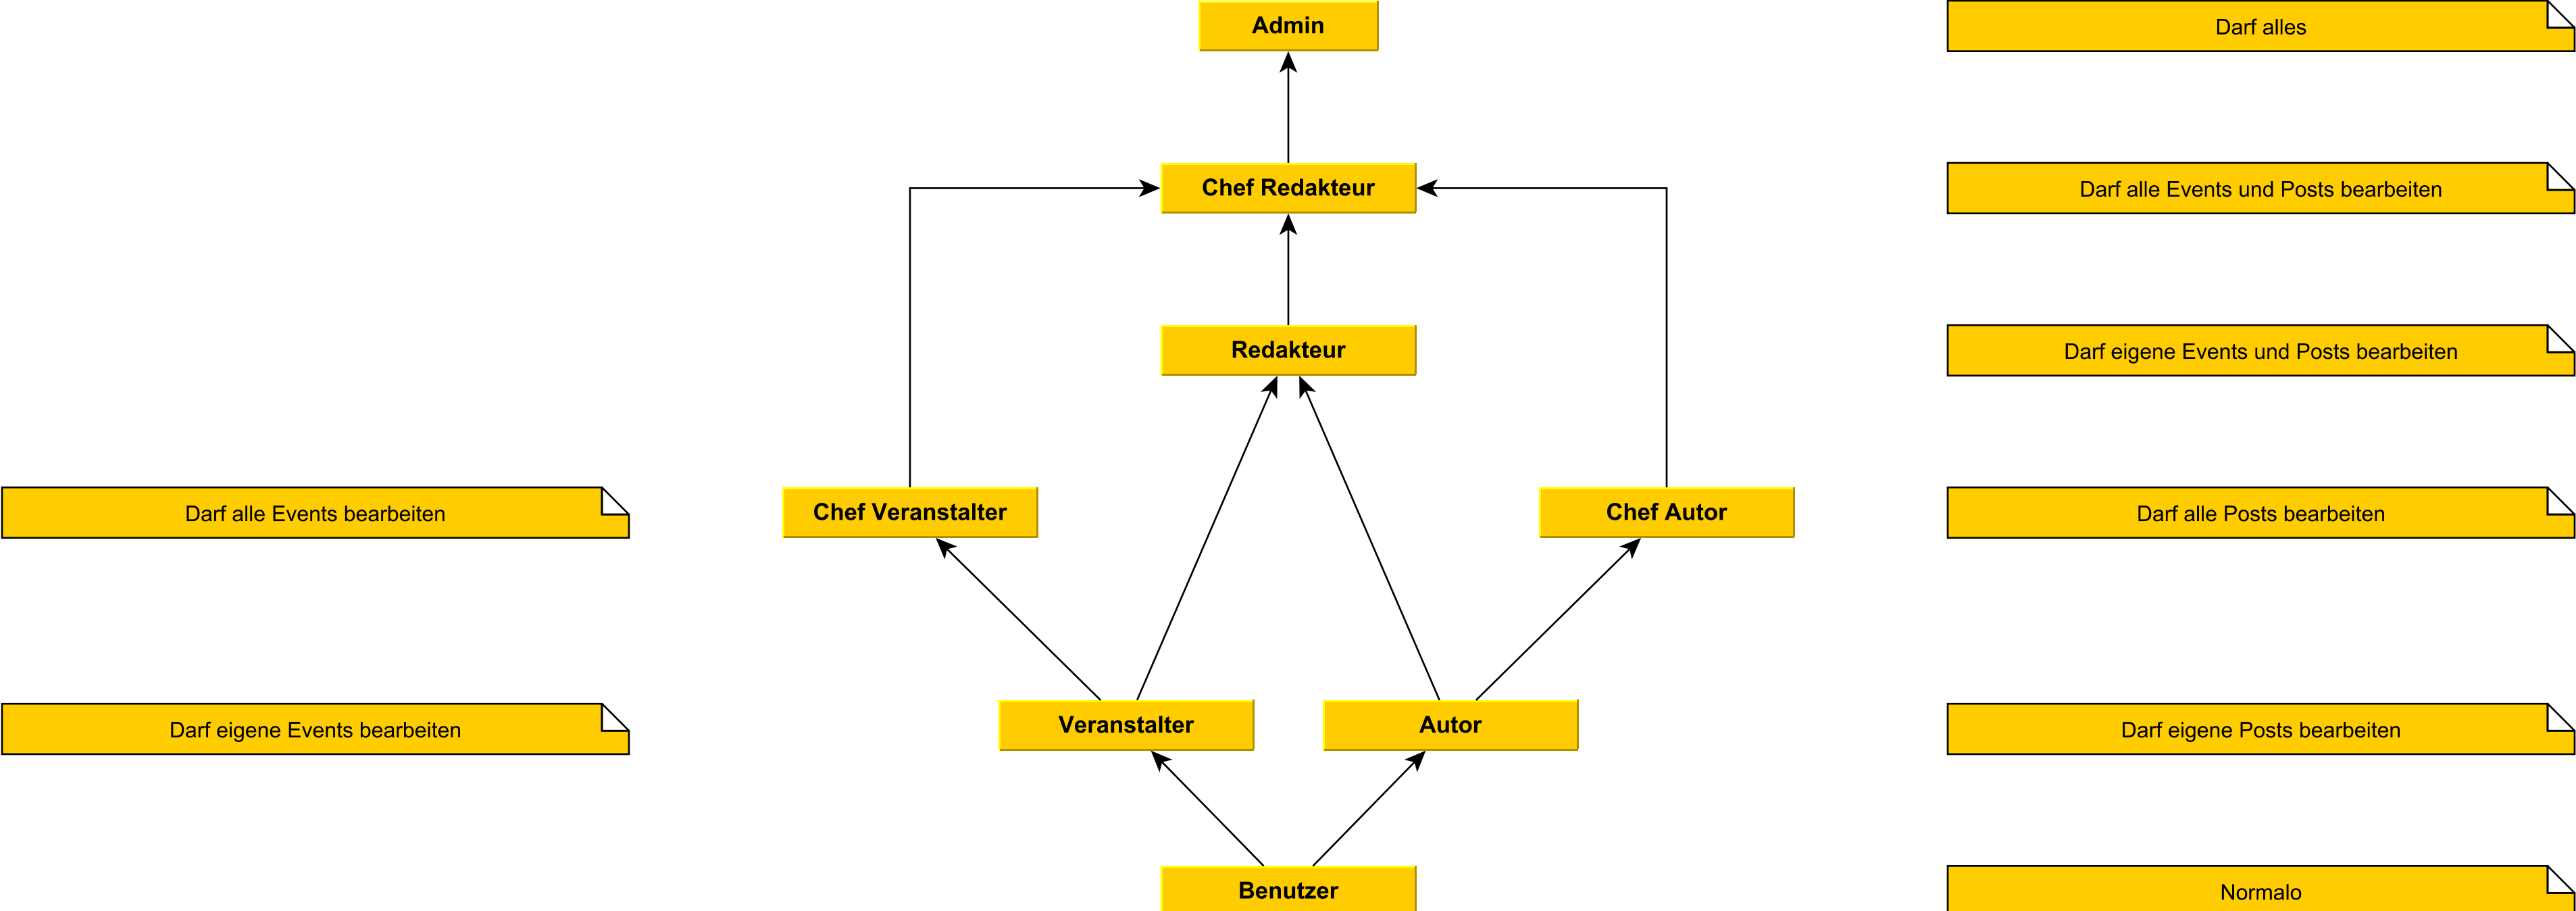 Admin
Darf alles
Chef Redakteur
Darf alle Events und Posts bearbeiten
Redakteur
Darf eigene Events und Posts bearbeiten
Darf alle Events bearbeiten
Chef Veranstalter
Chef Autor
Darf alle Posts bearbeiten
Darf eigene Events bearbeiten
Veranstalter
Autor
Darf eigene Posts bearbeiten
Benutzer
Normalo